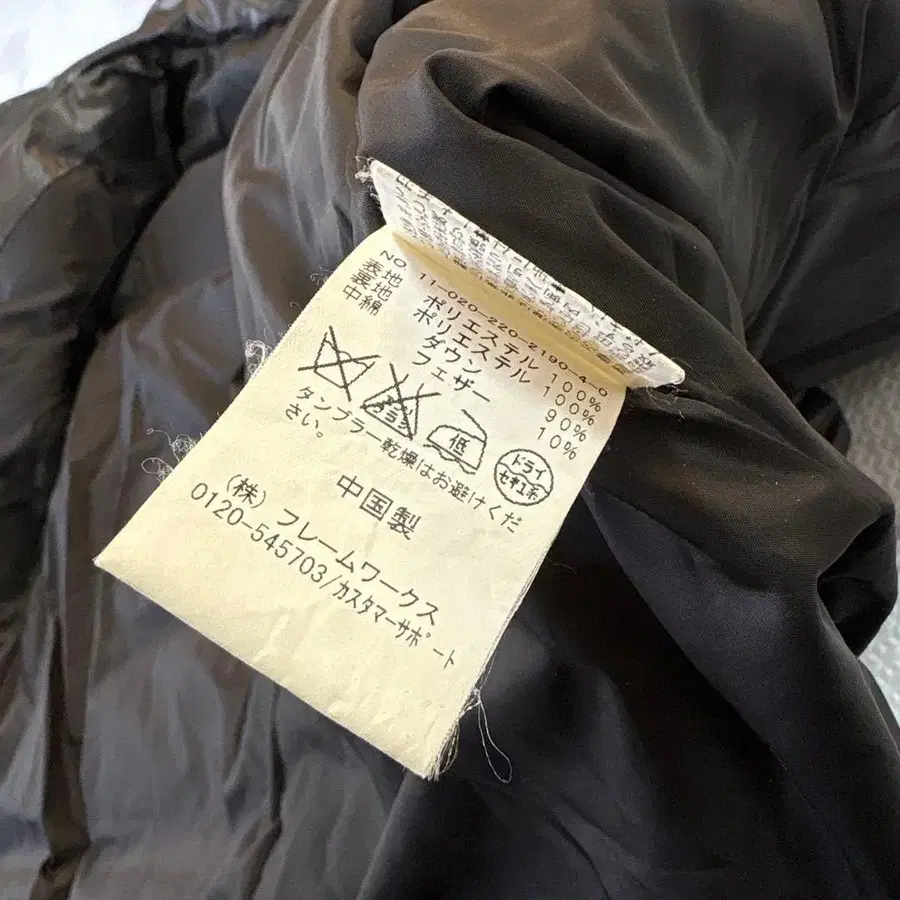 NO 11-020-220-2190-4-0
表地 ポリエステル 100%
裏地 ポリエステル 100%
中綿 ダウン 90%
フェザー 10%
低
ドライ
セキユ系
タンブラー乾燥はお避けくだ
さい。
中国製
(株)フレームワークス
0120-545703/カスタマーサポート